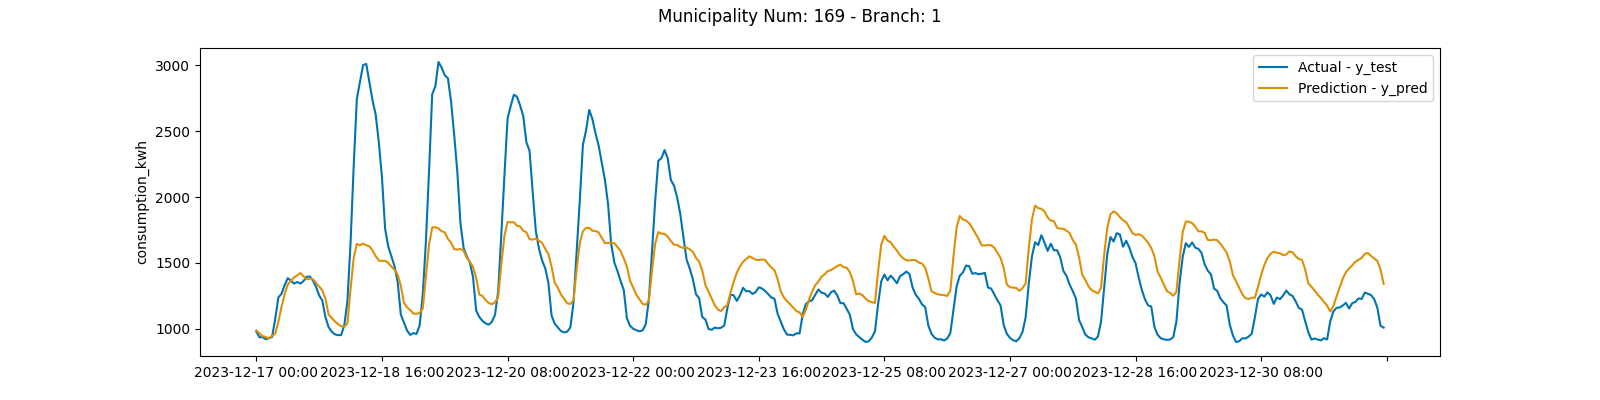 Municipality Num: 169 - Branch: 1
Actual - y_test
Prediction - y_pred
consumption_kwh
3000
2500
2000
1500
1000
2023-12-17 00:00 2023-12-18 16:00 2023-12-20 08:00 2023-12-22 00:00 2023-12-23 16:00 2023-12-25 08:00 2023-12-27 00:00 2023-12-28 16:00 2023-12-30 08:00